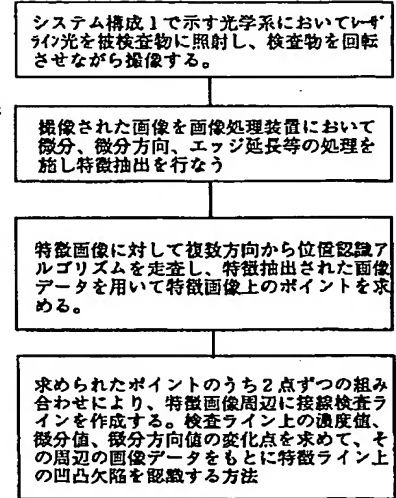 システム構成1で示す光学系においてﾚｰｻﾞ
ﾗｲﾝ光を被検査物に照射し、検査物を回転
させながら撮像する。
撮像された画像を画像処理装置において
微分、微分方向、エッジ延長等の処理を
施し特徴抽出を行なう
特徴画像に対して複数方向から位置認識ア
ルゴリズムを走査し、特徴抽出された画像
データを用いて特徴画像上のポイントを求
める。
求められたポイントのうち2点ずつの組み
合わせにより、特徴画像周辺に接線検査ラ
インを作成する。検査ライン上の濃度値、
微分値、微分方向値の変化点を求めて、そ
の周辺の画像データをもとに特徴ライン上
の凹凸欠陥を認識する方法